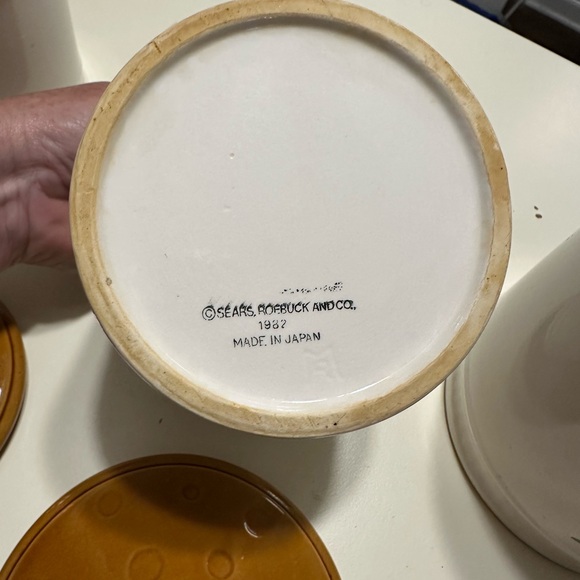 ©SEARS, ROEBUCK AND CO.,
1982
MADE IN JAPAN